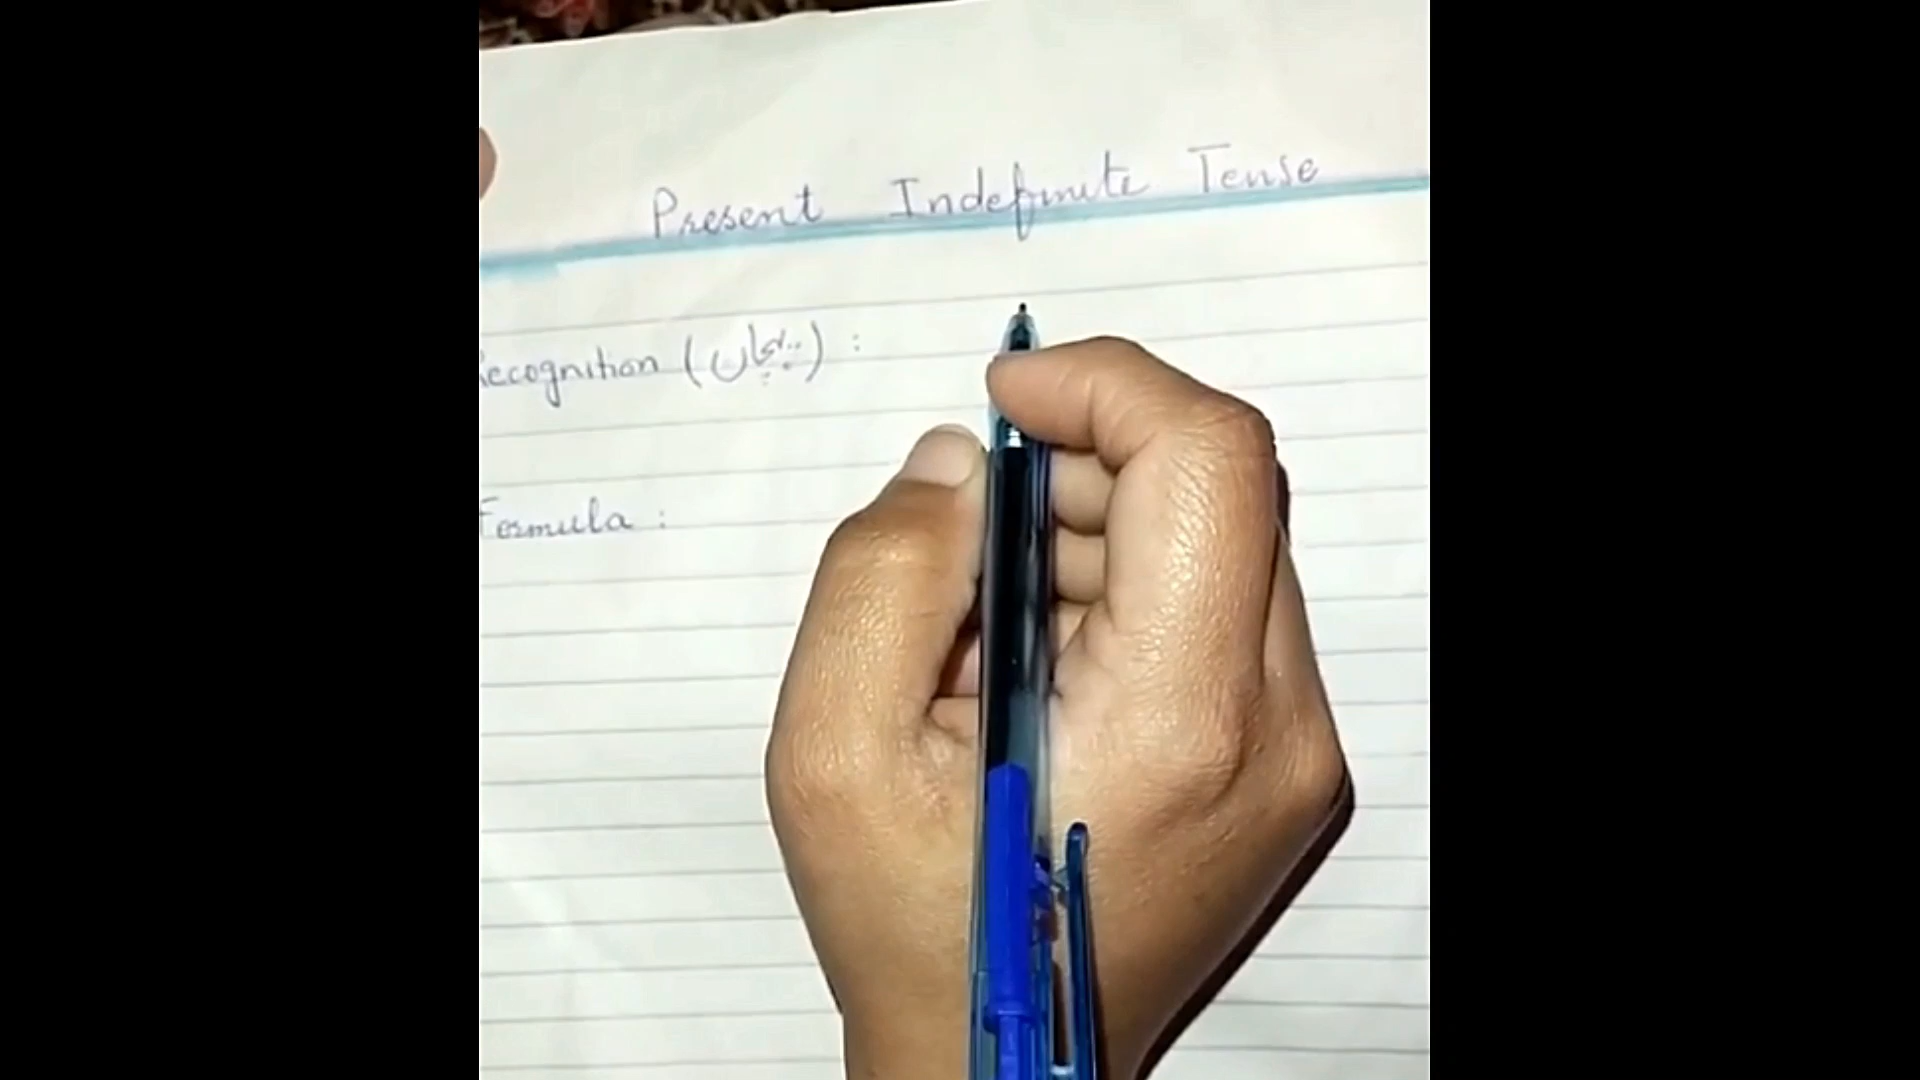 Present Indefinite Tense
Recognition (پہچان) :
Formula :